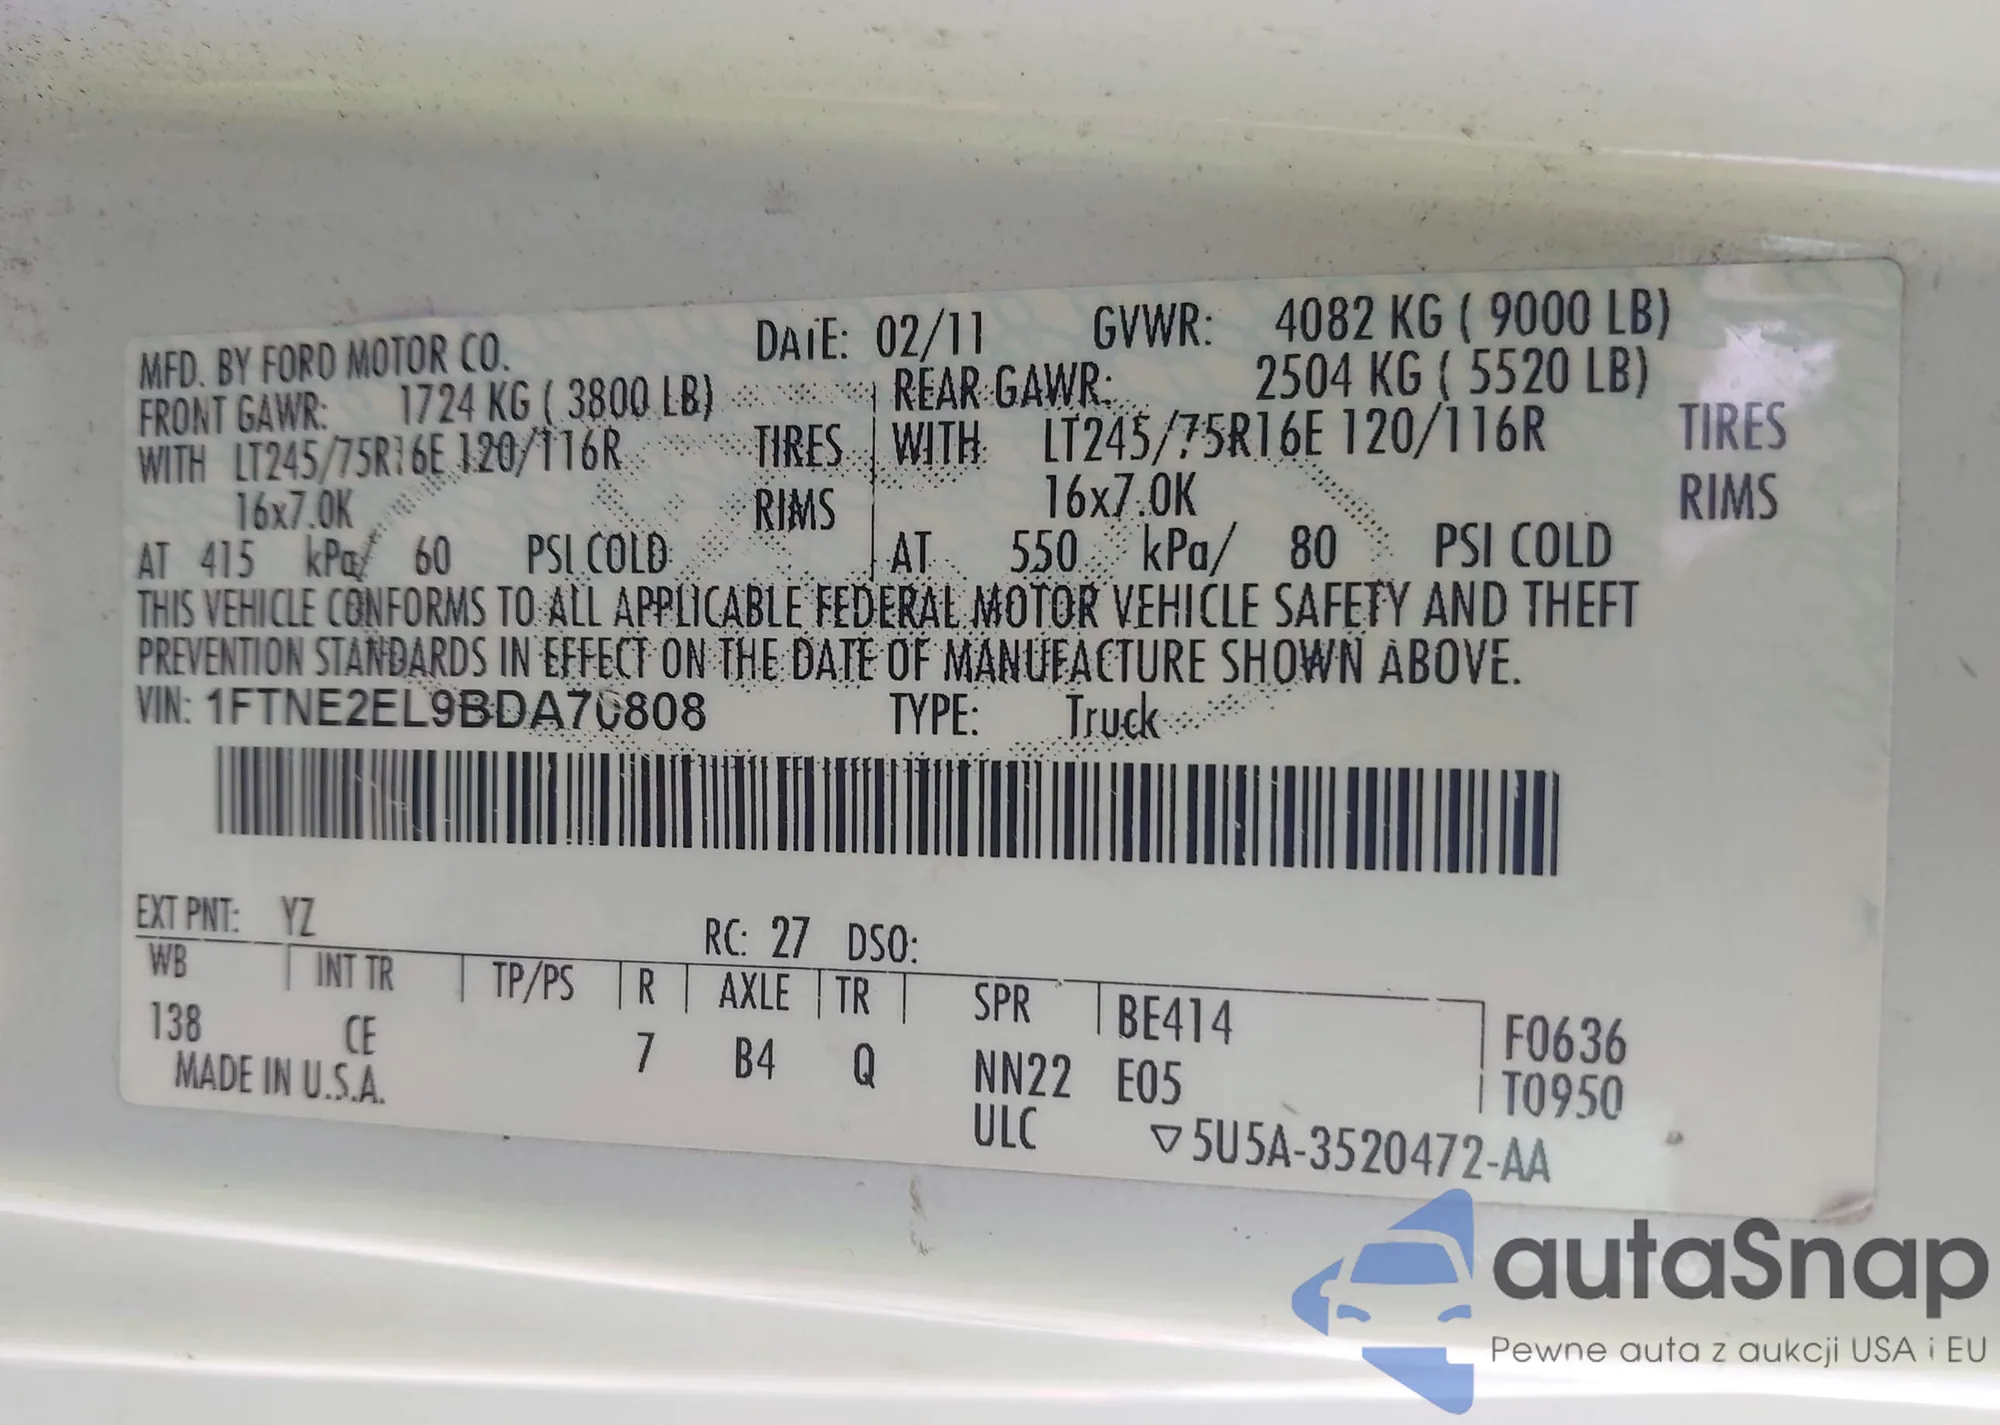 MFD. BY FORD MOTOR CO. DATE: 02/11 GVWR: 4082 KG ( 9000 LB)
FRONT GAWR: 1724 KG ( 3800 LB) REAR GAWR: 2504 KG ( 5520 LB)
WITH LT245/75R16E 120/116R TIRES WITH LT245/75R16E 120/116R TIRES
16x7.0K RIMS 16x7.0K RIMS
AT 415 kPa/ 60 PSI COLD AT 550 kPa/ 80 PSI COLD
THIS VEHICLE CONFORMS TO ALL APPLICABLE FEDERAL MOTOR VEHICLE SAFETY AND THEFT
PREVENTION STANDARDS IN EFFECT ON THE DATE OF MANUFACTURE SHOWN ABOVE.
VIN: 1FTNE2EL9BDA70808 TYPE: Truck
EXT PNT: YZ RC: 27 DSO:
WB INT TR TP/PS R AXLE TR SPR BE414 F0636
138 CE 7 B4 Q NN22 E05 T0950
MADE IN U.S.A. ULC ▽5U5A-3520472-AA
autaSnap
Pewne auta z aukcji USA i EU